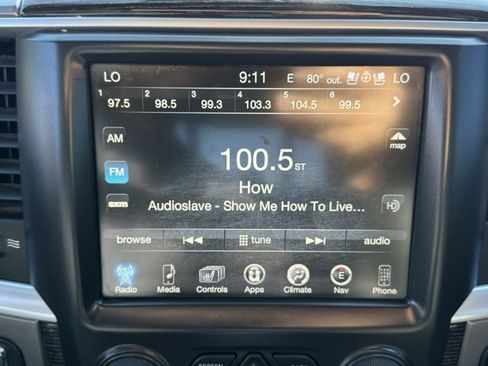 LO 9:11 E 80° out. LO
1 97.5 2 98.5 3 99.3 4 103.3 5 104.5 6 99.5
AM
100.5 ST
map
FM
How
sxm
Audioslave - Show Me How To Live...
HD
browse tune audio
Radio Media Controls Apps Climate E Nav Phone
SCREEN